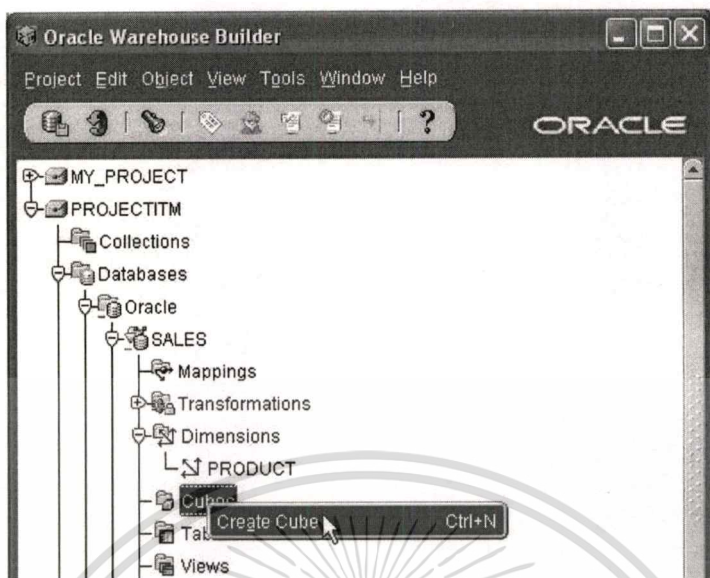 Oracle Warehouse Builder
Project Edit Object View Tools Window Help
?
ORACLE
MY_PROJECT
PROJECTITM
Collections
Databases
Oracle
SALES
Mappings
Transformations
Dimensions
PRODUCT
Cubes
Create Cube Ctrl+N
Views